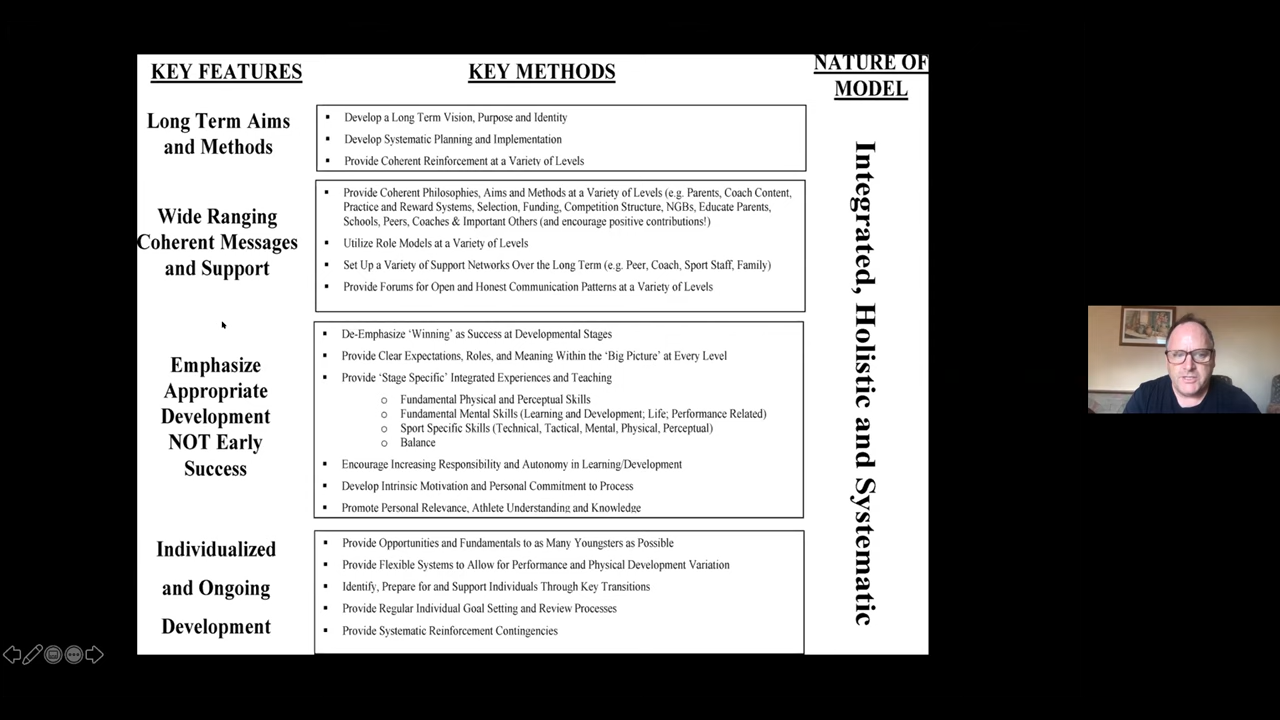 KEY FEATURES
KEY METHODS
NATURE OF
MODEL
Long Term Aims
and Methods
▪ Develop a Long Term Vision, Purpose and Identity
▪ Develop Systematic Planning and Implementation
▪ Provide Coherent Reinforcement at a Variety of Levels
Wide Ranging
Coherent Messages
and Support
▪ Provide Coherent Philosophies, Aims and Methods at a Variety of Levels (e.g. Parents, Coach Content,
Practice and Reward Systems, Selection, Funding, Competition Structure, NGBs, Educate Parents,
Schools, Peers, Coaches & Important Others (and encourage positive contributions!)
▪ Utilize Role Models at a Variety of Levels
▪ Set Up a Variety of Support Networks Over the Long Term (e.g. Peer, Coach, Sport Staff, Family)
▪ Provide Forums for Open and Honest Communication Patterns at a Variety of Levels
Emphasize
Appropriate
Development
NOT Early
Success
▪ De-Emphasize ‘Winning’ as Success at Developmental Stages
▪ Provide Clear Expectations, Roles, and Meaning Within the ‘Big Picture’ at Every Level
▪ Provide ‘Stage Specific’ Integrated Experiences and Teaching
o Fundamental Physical and Perceptual Skills
o Fundamental Mental Skills (Learning and Development; Life; Performance Related)
o Sport Specific Skills (Technical, Tactical, Mental, Physical, Perceptual)
o Balance
▪ Encourage Increasing Responsibility and Autonomy in Learning/Development
▪ Develop Intrinsic Motivation and Personal Commitment to Process
▪ Promote Personal Relevance, Athlete Understanding and Knowledge
Individualized
and Ongoing
Development
▪ Provide Opportunities and Fundamentals to as Many Youngsters as Possible
▪ Provide Flexible Systems to Allow for Performance and Physical Development Variation
▪ Identify, Prepare for and Support Individuals Through Key Transitions
▪ Provide Regular Individual Goal Setting and Review Processes
▪ Provide Systematic Reinforcement Contingencies
Integrated, Holistic and Systematic